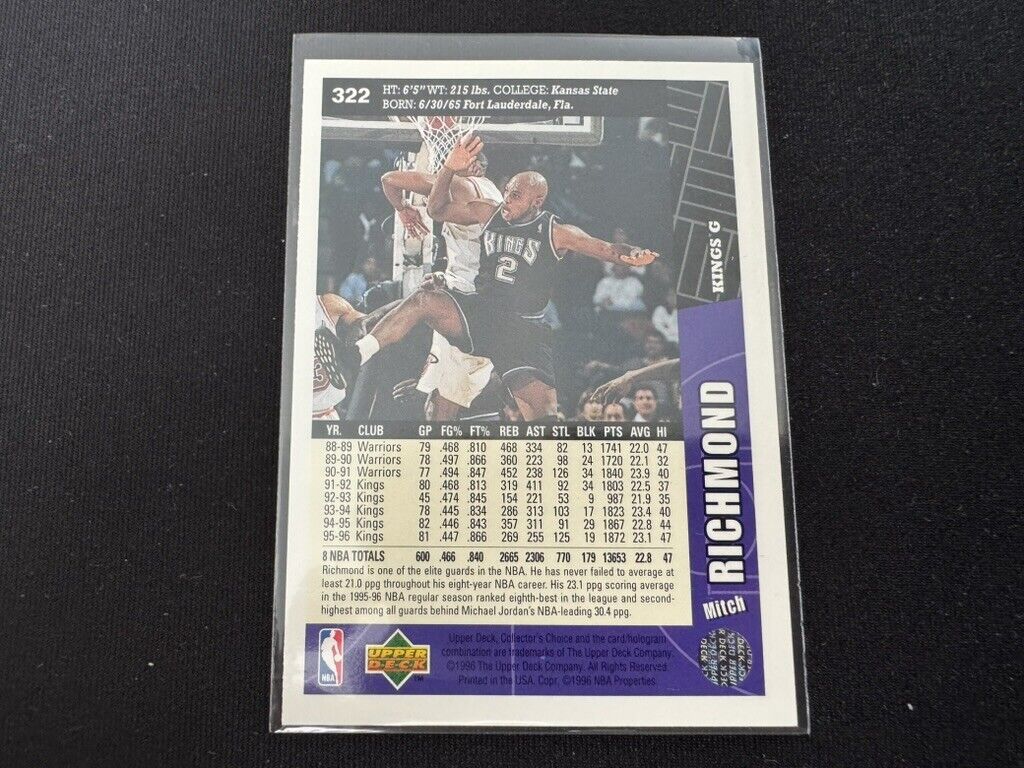 322
HT: 6'5" WT: 215 lbs. COLLEGE: Kansas State
BORN: 6/30/65 Fort Lauderdale, Fla.
KINGS
2
KINGS G
Mitch
RICHMOND
YR. CLUB GP FG% FT% REB AST STL BLK PTS AVG HI
88-89 Warriors 79 .468 .810 468 334 82 13 1741 22.0 47
89-90 Warriors 78 .497 .866 360 223 98 24 1720 22.1 32
90-91 Warriors 77 .494 .847 452 238 126 34 1840 23.9 40
91-92 Kings 80 .468 .813 319 411 92 34 1803 22.5 37
92-93 Kings 45 .474 .845 154 221 53 9 987 21.9 35
93-94 Kings 78 .445 .834 286 313 103 17 1823 23.4 40
94-95 Kings 82 .446 .843 357 311 91 29 1867 22.8 44
95-96 Kings 81 .447 .866 269 255 125 19 1872 23.1 47
8 NBA TOTALS 600 .466 .840 2665 2306 770 179 13653 22.8 47
Richmond is one of the elite guards in the NBA. He has never failed to average at
least 21.0 ppg throughout his eight-year NBA career. His 23.1 ppg scoring average
in the 1995-96 NBA regular season ranked eighth-best in the league and second-
highest among all guards behind Michael Jordan's NBA-leading 30.4 ppg.
NBA
UPPER
DECK
TM
Upper Deck, Collector's Choice and the card/hologram
combination are trademarks of The Upper Deck Company.
©1996 The Upper Deck Company. All Rights Reserved.
Printed in the USA. Copr. ©1996 NBA Properties.
UPPER DECK